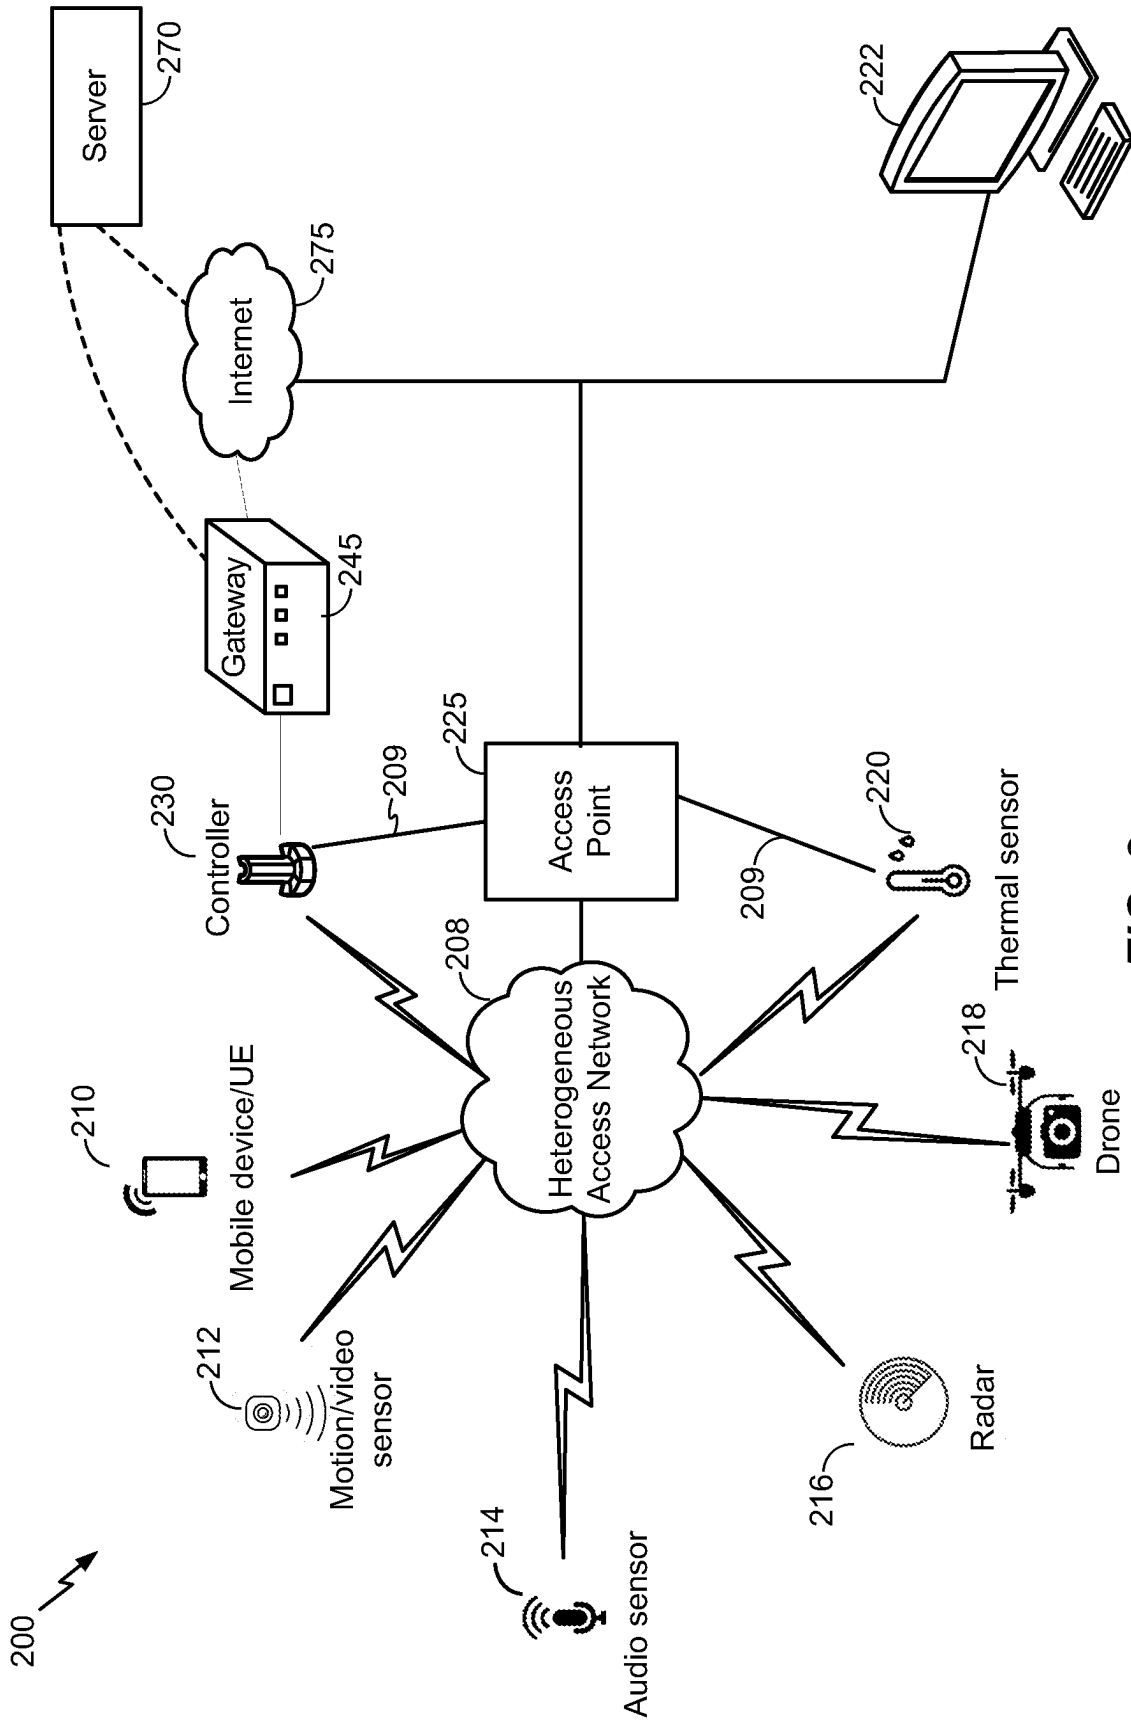 200
210
Mobile device/UE
212
Motion/video
sensor
214
Audio sensor
216
Radar
218
Drone
220
Thermal sensor
208
Heterogeneous
Access Network
230
Controller
209
225
Access
Point
209
Gateway
245
Internet
275
Server
270
222